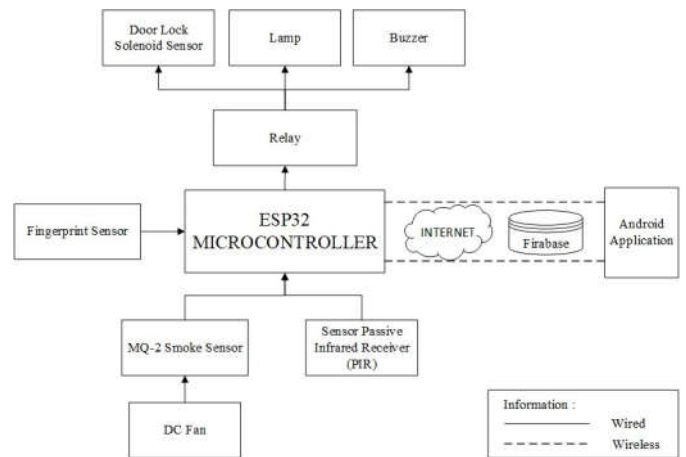 Door Lock
Solenoid Sensor
Lamp
Buzzer
Relay
Fingerprint Sensor
ESP32
MICROCONTROLLER
INTERNET
Firabase
Android
Application
MQ-2 Smoke Sensor
Sensor Passive
Infrared Receiver
(PIR)
DC Fan
Information :
Wired
Wireless